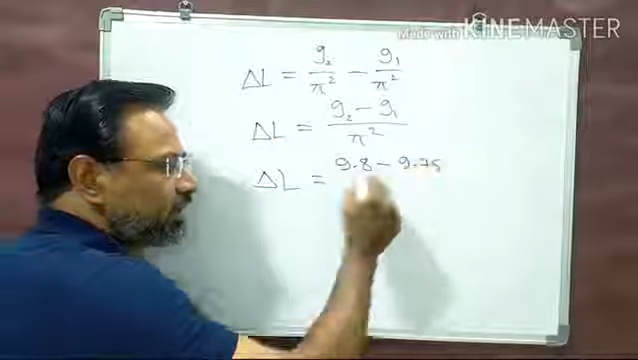 Made with KINEMASTER
ΔL = g₂/π² − g₁/π²
ΔL = (g₂ − g₁)/π²
ΔL = 9.8 − 9.75